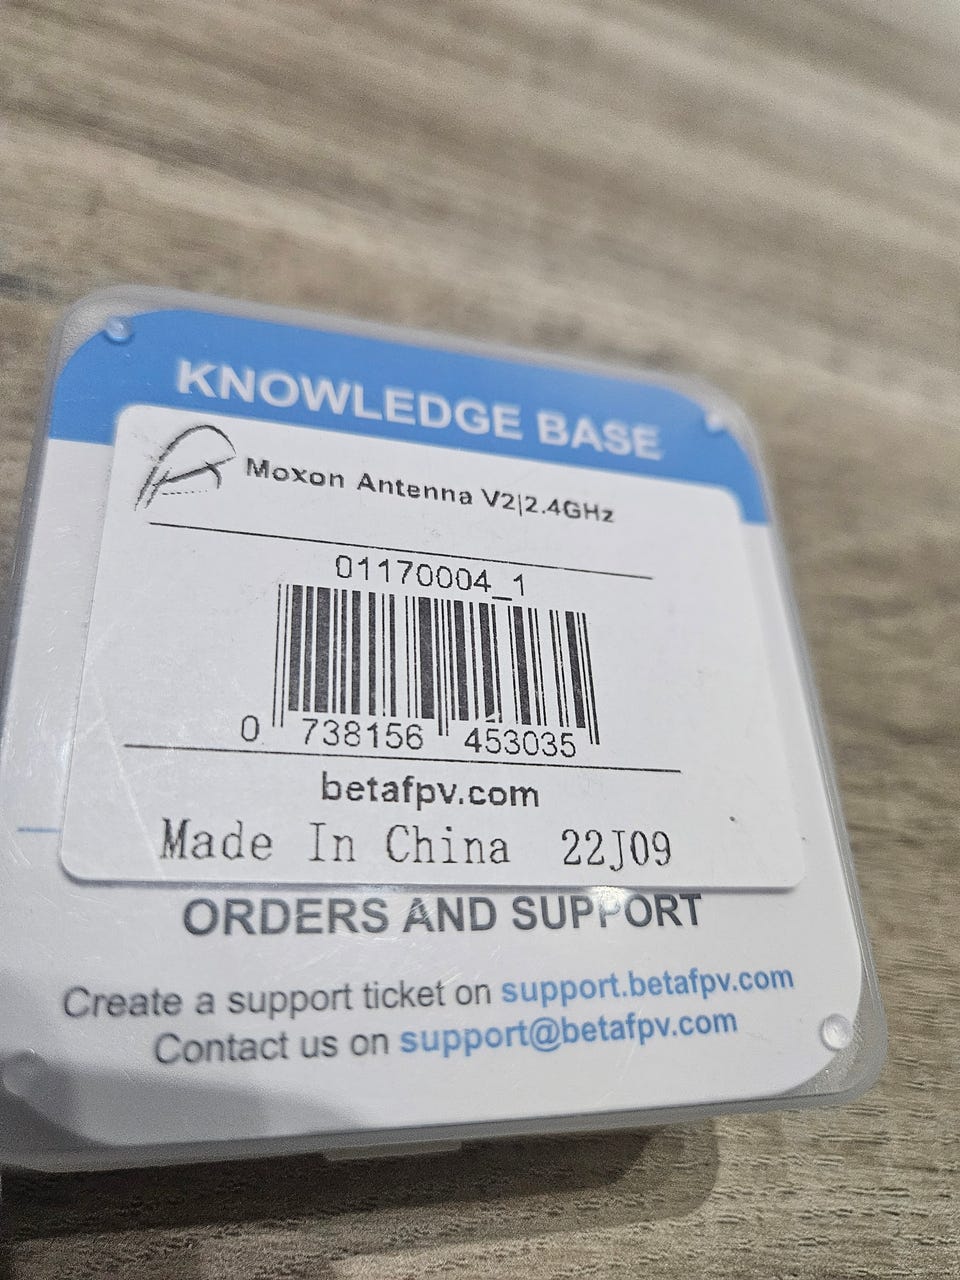 KNOWLEDGE BASE
Moxon Antenna V2|2.4GHz
01170004_1
0 738156 453035
betafpv.com
Made In China 22J09
ORDERS AND SUPPORT
Create a support ticket on support.betafpv.com
Contact us on support@betafpv.com